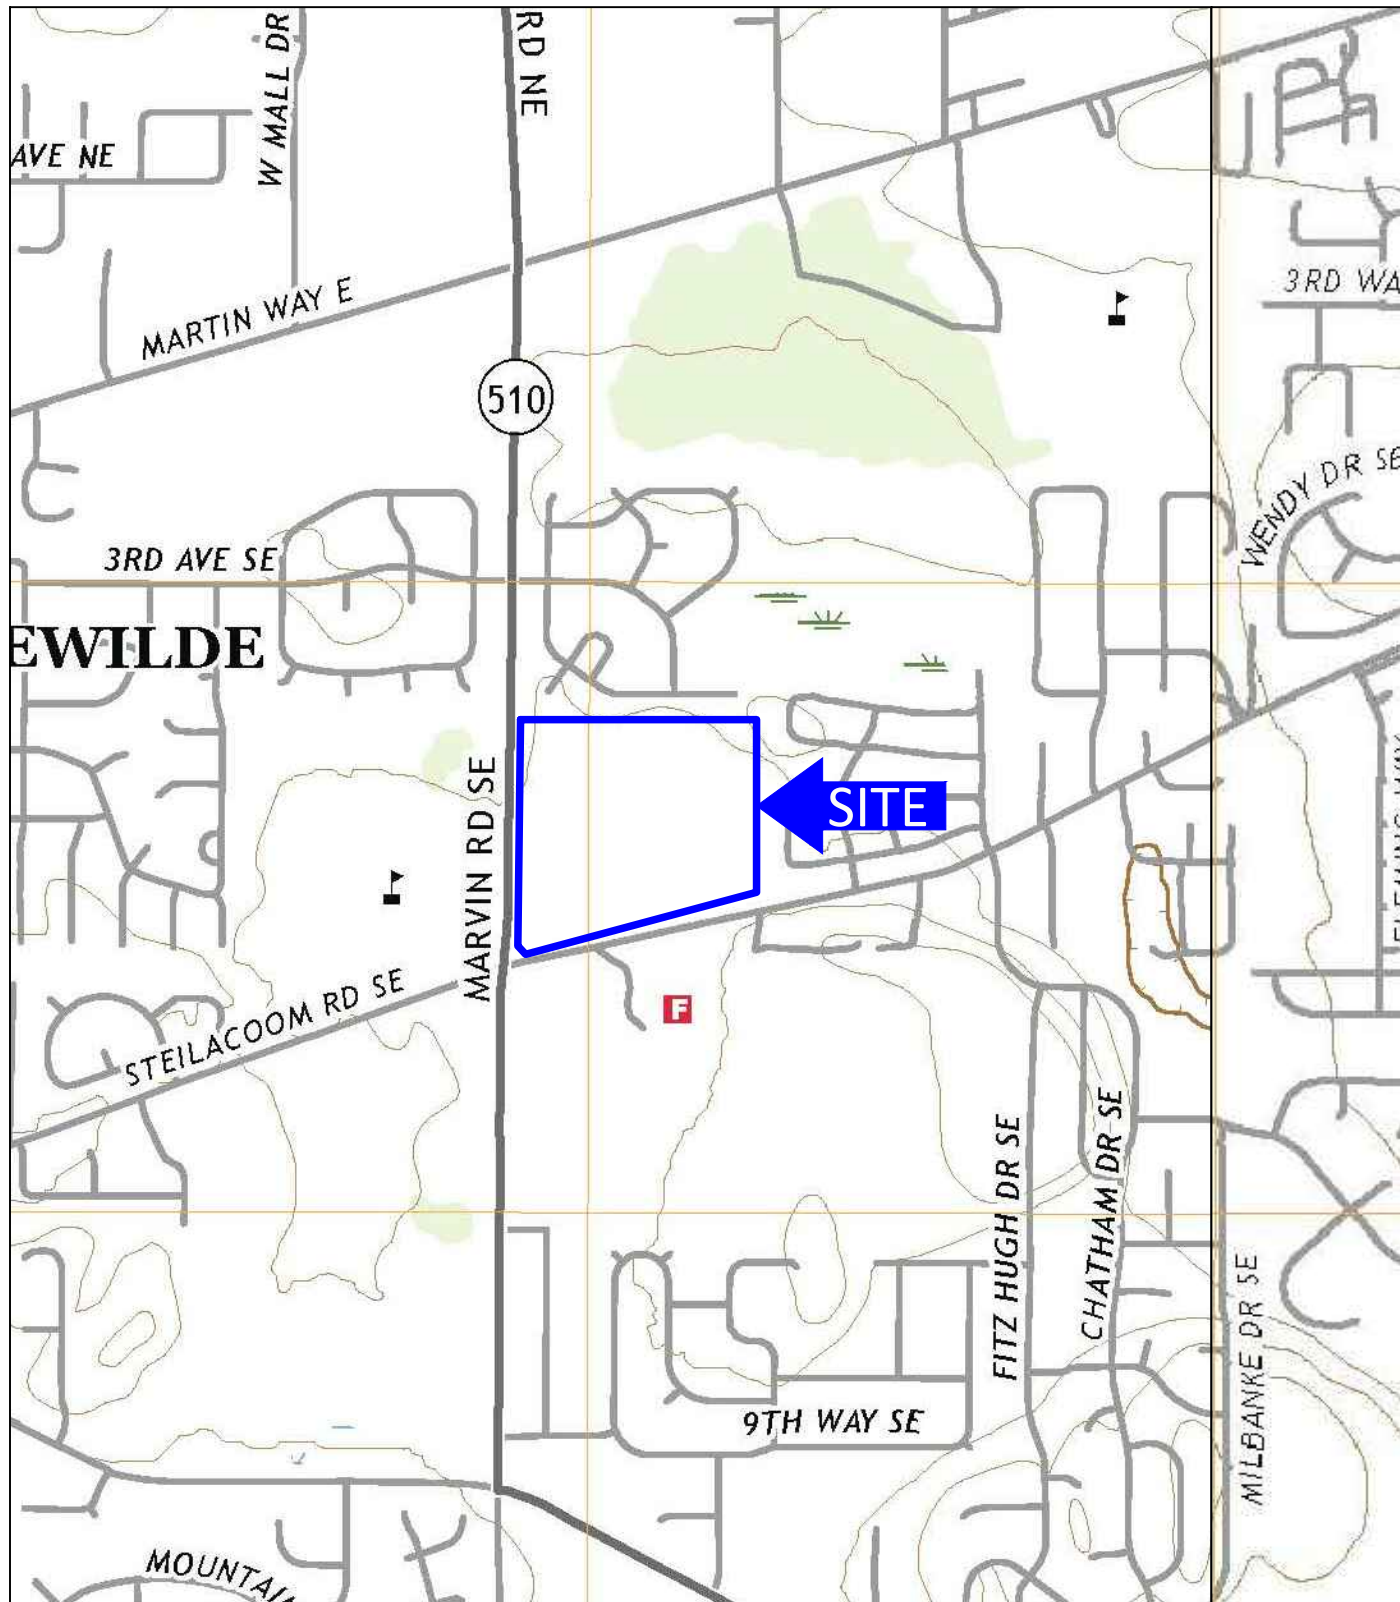 RD NE
W MALL DR
AVE NE
3RD WA
MARTIN WAY E
510
WENDY DR SE
3RD AVE SE
EWILDE
MARVIN RD SE
SITE
STEILACOOM RD SE
F
FITZ HUGH DR SE
CHATHAM DR SE
MILBANKE DR SE
9TH WAY SE
MOUNTAI